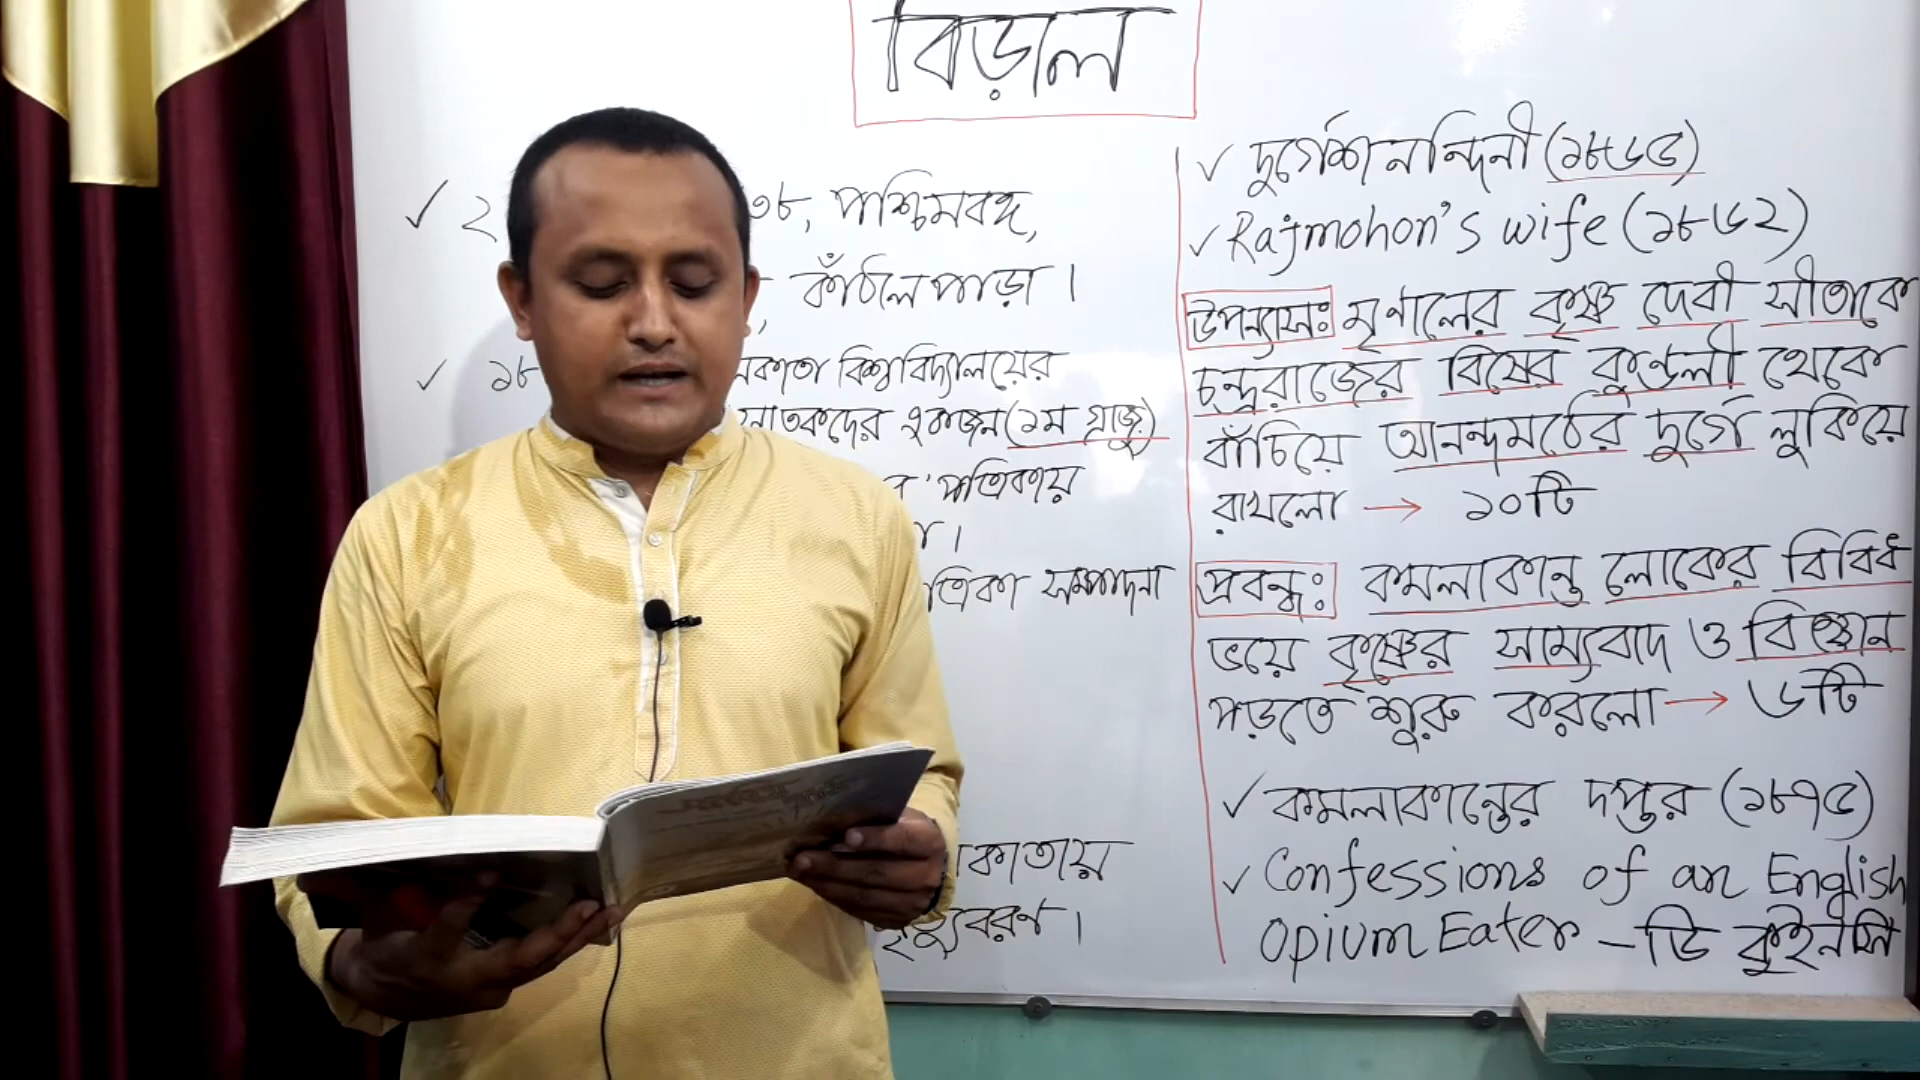 বিড়াল
✓ ২ ৩৮, পশ্চিমবঙ্গ,
, কাঁঠালপাড়া।
✓ ১৮ কাতা বিশ্ববিদ্যালয়ের
স্নাতকদের একজন (১ম গ্রাজু)
পত্রিকায়
ত্রিকা সম্পাদনা
কাতায়
মৃত্যুবরণ।
✓ দুর্গেশনন্দিনী (১৮৬৫)
✓ Rajmohon's wife (১৮৬২)
উপন্যাসঃ মৃণালের কৃষ্ণ দেবী সীতাকে
চন্দ্ররাজের বিষের কুণ্ডলী থেকে
বাঁচিয়ে আনন্দমঠের দুর্গে লুকিয়ে
রাখলো → ১০টি
প্রবন্ধঃ কমলাকান্ত লোকের বিবিধ
ভয়ে কৃষ্ণের সাম্যবাদ ও বিজ্ঞান
পড়তে শুরু করলো → ৬টি
✓ কমলাকান্তের দপ্তর (১৮৭৫)
✓ Confessions of an English
Opium Eater – ডি কুইনসি